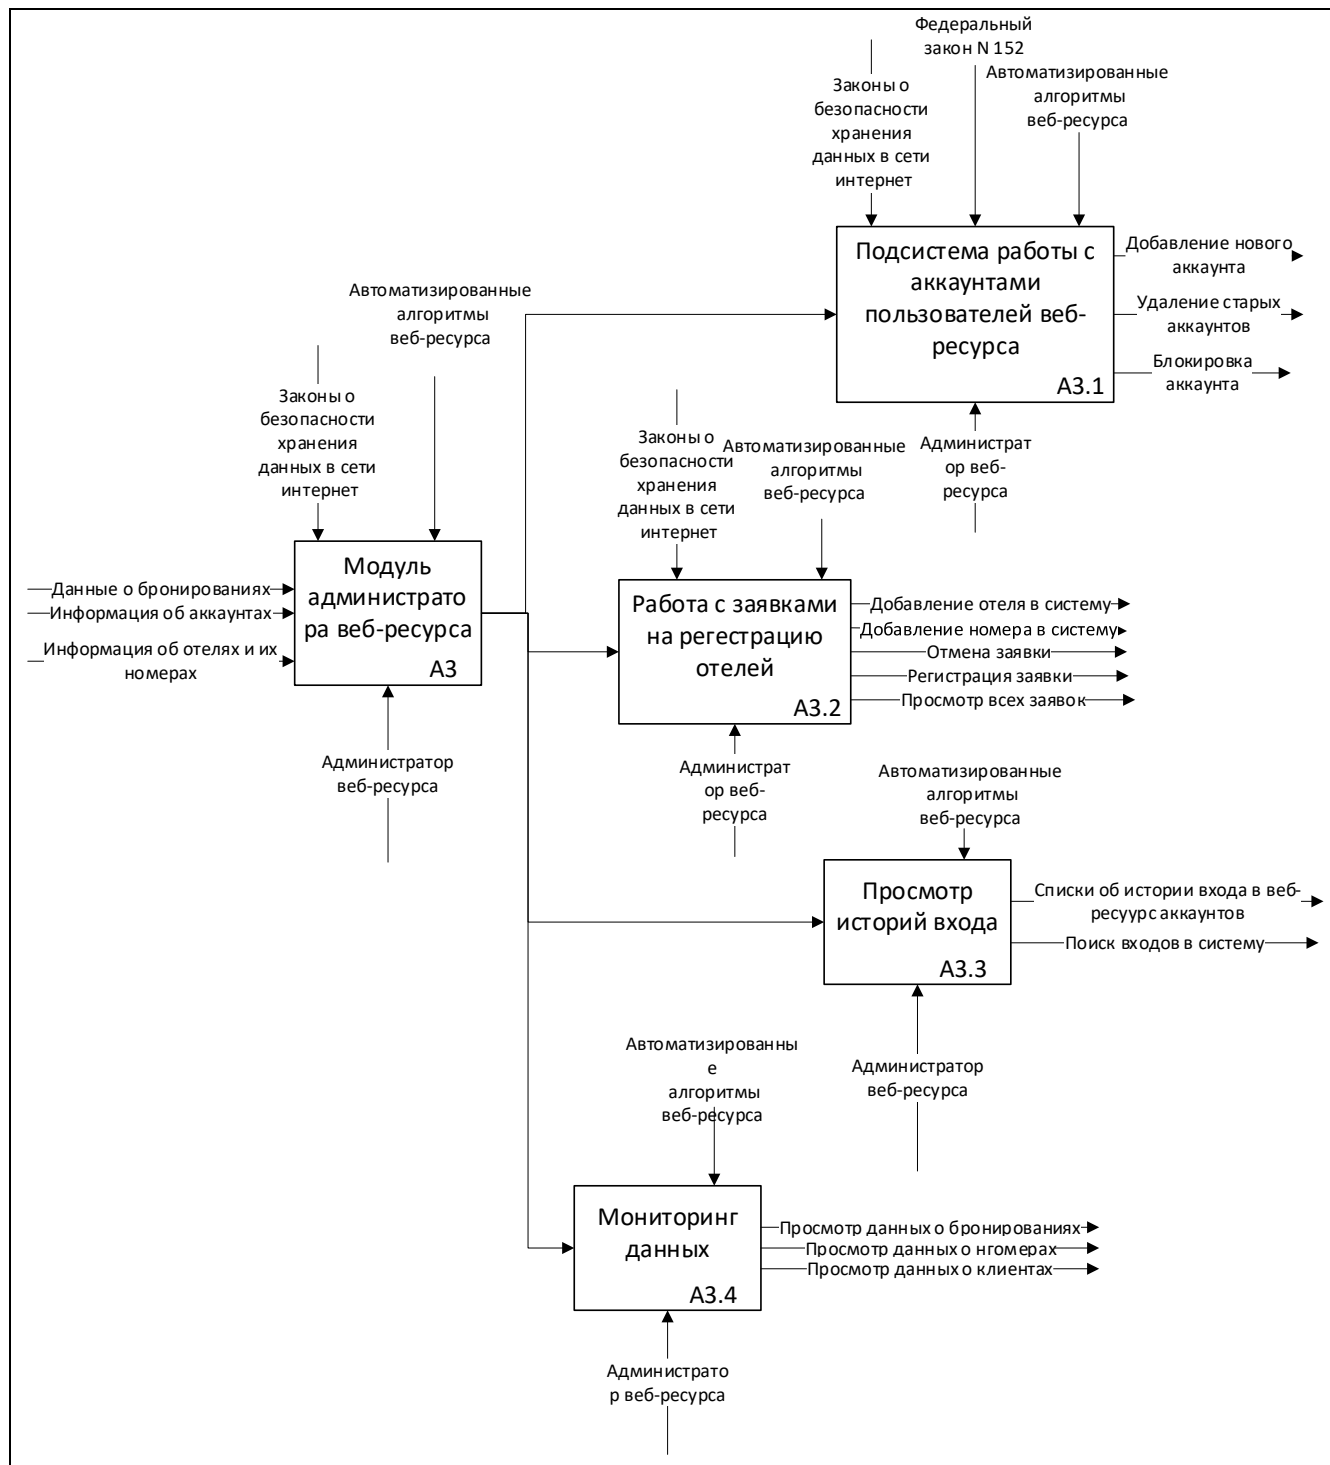 Федеральный
закон N 152
Законы о
безопасности
хранения
данных в сети
интернет
Автоматизированные
алгоритмы
веб-ресурса
Подсистема работы с
аккаунтами
пользователей веб-
ресурса
А3.1
Добавление нового
аккаунта
Удаление старых
аккаунтов
Блокировка
аккаунта
Администрат
ор веб-
ресурса
Автоматизированные
алгоритмы
веб-ресурса
Законы о
безопасности
хранения
данных в сети
интернет
Данные о бронированиях
Информация об аккаунтах
Информация об отелях и их
номерах
Модуль
администрато
ра веб-ресурса
А3
Администратор
веб-ресурса
Законы о
безопасности
хранения
данных в сети
интернет
Автоматизированные
алгоритмы
веб-ресурса
Работа с заявками
на регестрацию
отелей
А3.2
Добавление отеля в систему
Добавление номера в систему
Отмена заявки
Регистрация заявки
Просмотр всех заявок
Администрат
ор веб-
ресурса
Автоматизированные
алгоритмы
веб-ресурса
Просмотр
историй входа
А3.3
Списки об истории входа в веб-
ресуурс аккаунтов
Поиск входов в систему
Администратор
веб-ресурса
Автоматизированны
е
алгоритмы
веб-ресурса
Мониторинг
данных
А3.4
Просмотр данных о бронированиях
Просмотр данных о нгомерах
Просмотр данных о клиентах
Администрато
р веб-ресурса